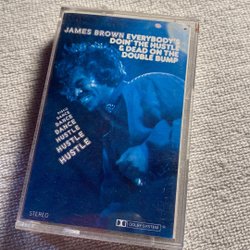 JAMES BROWN EVERYBODY'S
DOIN' THE HUSTLE
& DEAD ON THE
DOUBLE BUMP
DANCE
DANCE
DANCE
HUSTLE
HUSTLE
HUSTLE
STEREO
DOLBY SYSTEM